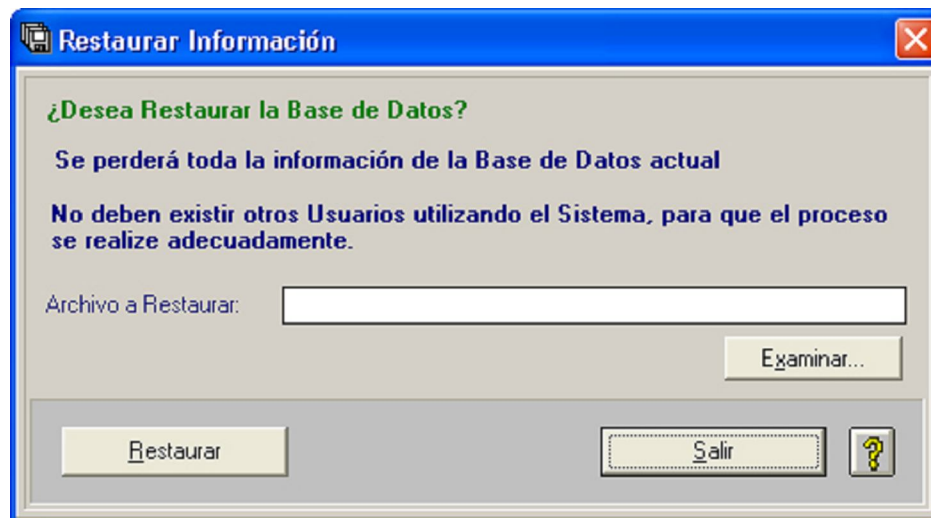 Restaurar Información
¿Desea Restaurar la Base de Datos?
Se perderá toda la información de la Base de Datos actual
No deben existir otros Usuarios utilizando el Sistema, para que el proceso
se realize adecuadamente.
Archivo a Restaurar:
Examinar...
Restaurar
Salir
?